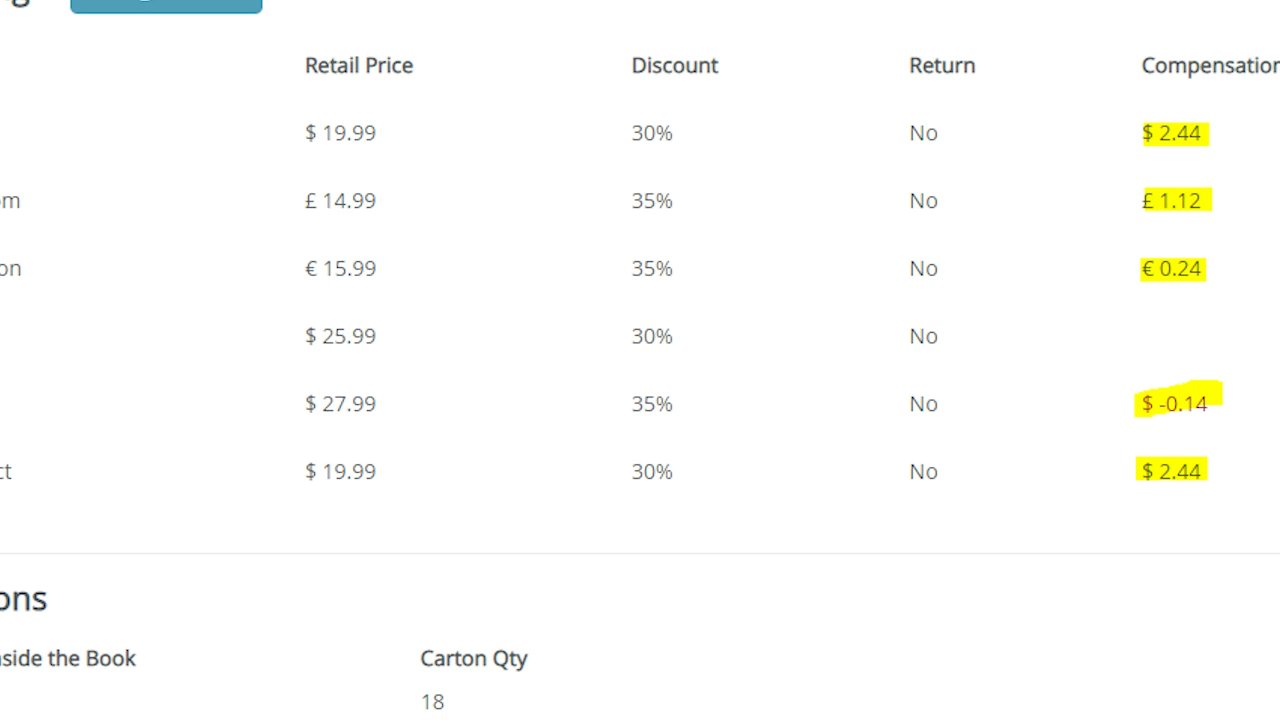 Retail Price Discount Return Compensation
$ 19.99 30% No $ 2.44
om £ 14.99 35% No £ 1.12
on € 15.99 35% No € 0.24
$ 25.99 30% No
$ 27.99 35% No $ -0.14
ct $ 19.99 30% No $ 2.44
ons
nside the Book Carton Qty
18